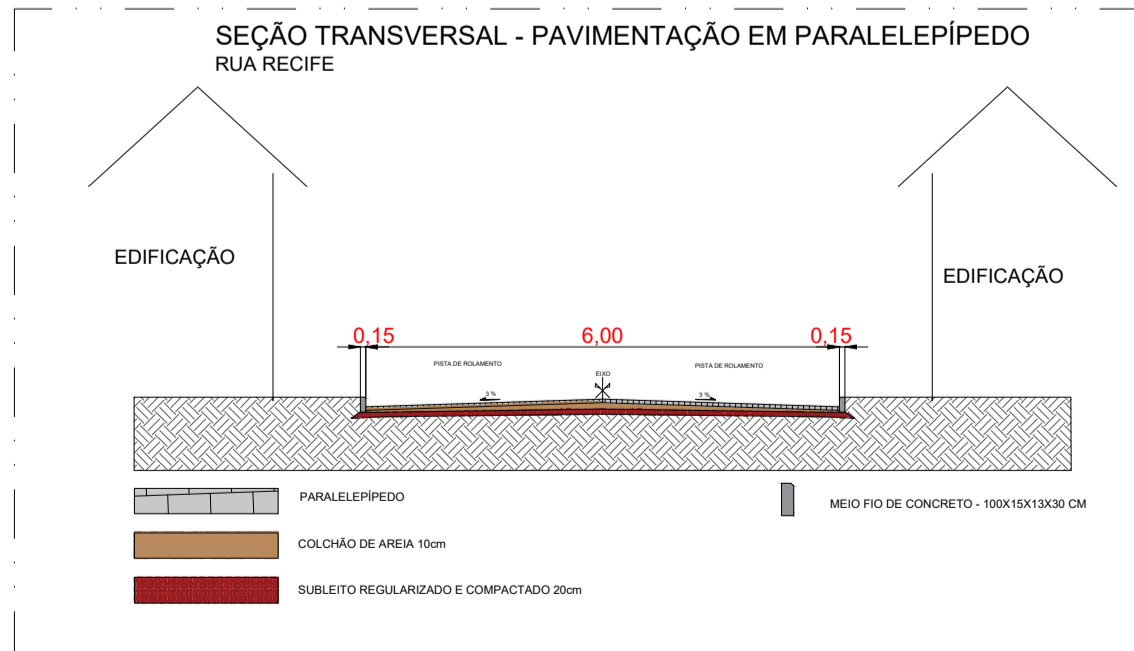 SEÇÃO TRANSVERSAL - PAVIMENTAÇÃO EM PARALELEPÍPEDO
RUA RECIFE
EDIFICAÇÃO
EDIFICAÇÃO
0,15
6,00
0,15
PISTA DE ROLAMENTO
PISTA DE ROLAMENTO
EIXO
3 %
3 %
PARALELEPÍPEDO
MEIO FIO DE CONCRETO - 100X15X13X30 CM
COLCHÃO DE AREIA 10cm
SUBLEITO REGULARIZADO E COMPACTADO 20cm